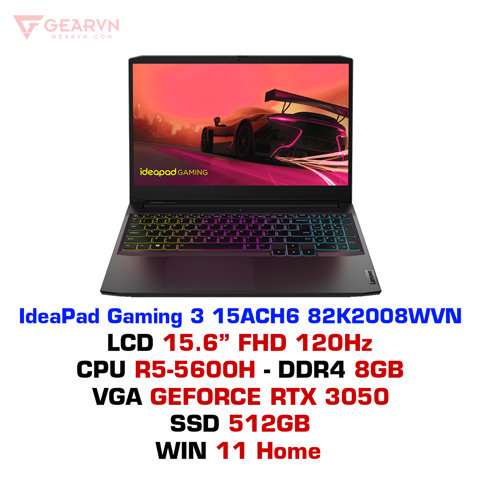 GEARVN
GEARVN.COM
ideapad GAMING
Lenovo
IdeaPad Gaming 3 15ACH6 82K2008WVN
LCD 15.6” FHD 120Hz
CPU R5-5600H - DDR4 8GB
VGA GEFORCE RTX 3050
SSD 512GB
WIN 11 Home